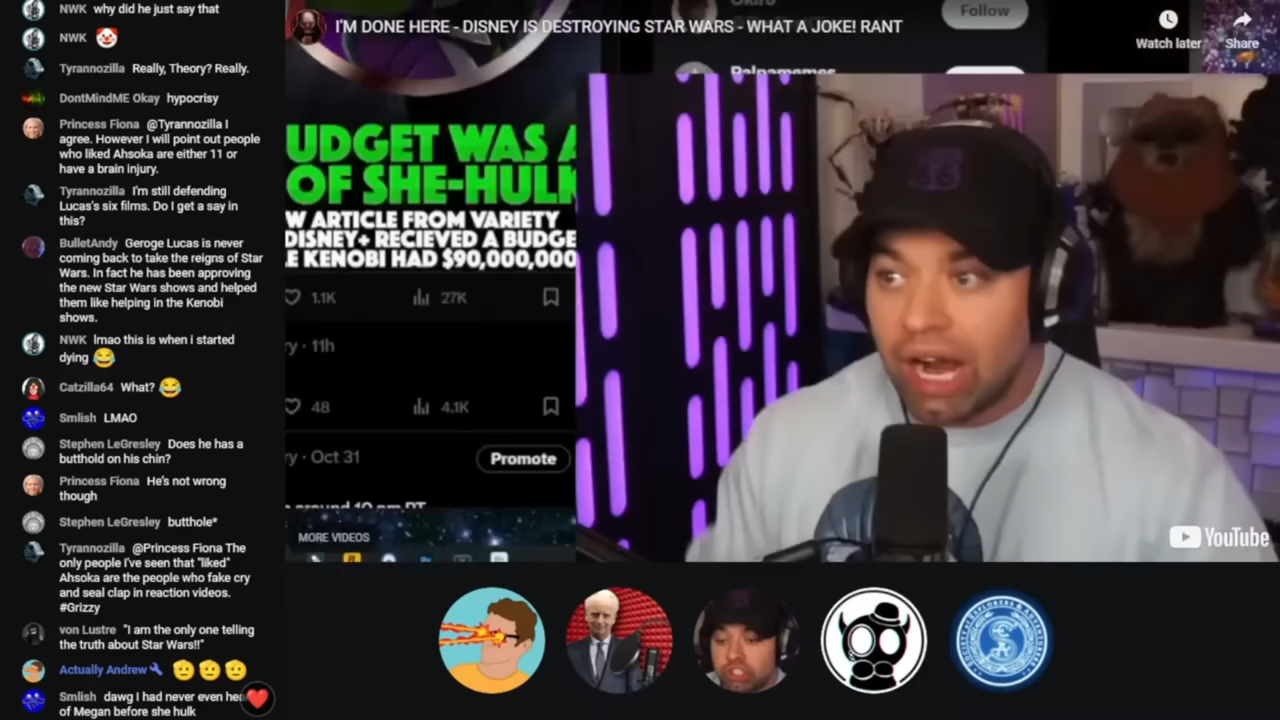 NWK why did he just say that
NWK 🤡
Tyrannozilla Really, Theory? Really.
DontMindME Okay hypocrisy
Princess Fiona @Tyrannozilla I
agree. However I will point out people
who liked Ahsoka are either 11 or
have a brain injury.
Tyrannozilla I'm still defending
Lucas's six films. Do I get a say in
this?
BulletAndy Geroge Lucas is never
coming back to take the reigns of Star
Wars. In fact he has been approving
the new Star Wars shows and helped
them like helping in the Kenobi
shows.
NWK lmao this is when i started
dying 😂
Catzilla64 What? 😂
Smlish LMAO
Stephen LeGresley Does he has a
butthold on his chin?
Princess Fiona He's not wrong
though
Stephen LeGresley butthole*
Tyrannozilla @Princess Fiona The
only people I've seen that "liked"
Ahsoka are the people who fake cry
and seal clap in reaction videos.
#Grizzy
von Lustre "I am the only one telling
the truth about Star Wars!!"
Actually Andrew 🫡🫡🫡
Smlish dawg I had never even hea
of Megan before she hulk
I'M DONE HERE - DISNEY IS DESTROYING STAR WARS - WHAT A JOKE! RANT
Follow
Watch later
Share
Palpamemes
UDGET WAS A
OF SHE-HULK
W ARTICLE FROM VARIETY
DISNEY+ RECIEVED A BUDGE
E KENOBI HAD $90,000,000
1.1K 27K
ry · 11h
48 4.1K
ry · Oct 31
Promote
around 10 pm PT
MORE VIDEOS
YouTube